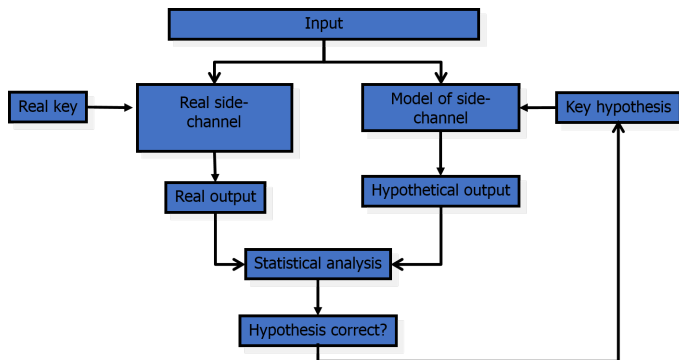 Input
Real key
Real side-
channel
Model of side-
channel
Key hypothesis
Real output
Hypothetical output
Statistical analysis
Hypothesis correct?